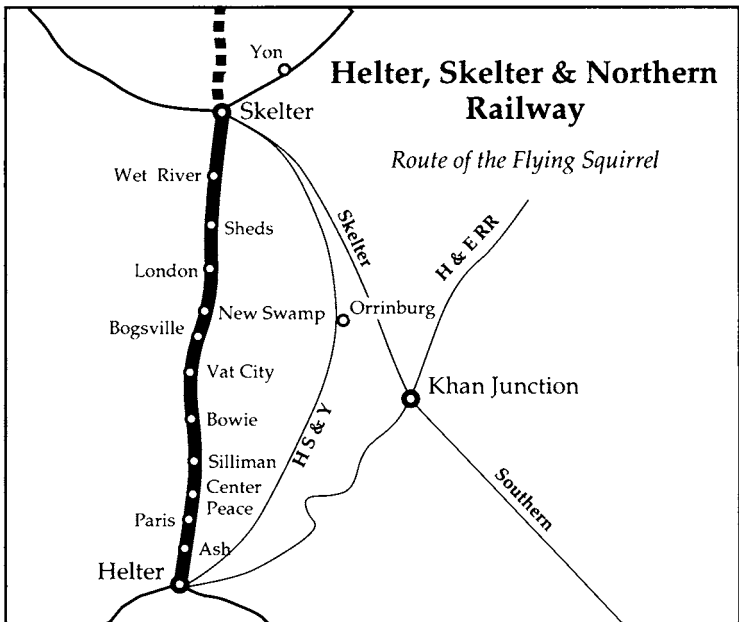 Yon
Helter, Skelter & Northern
Railway
Skelter
Route of the Flying Squirrel
Wet River
Skelter
Sheds
H & E RR
London
New Swamp
Orrinburg
Bogsville
Vat City
Khan Junction
Bowie
H S & Y
Silliman
Center
Peace
Southern
Paris
Ash
Helter